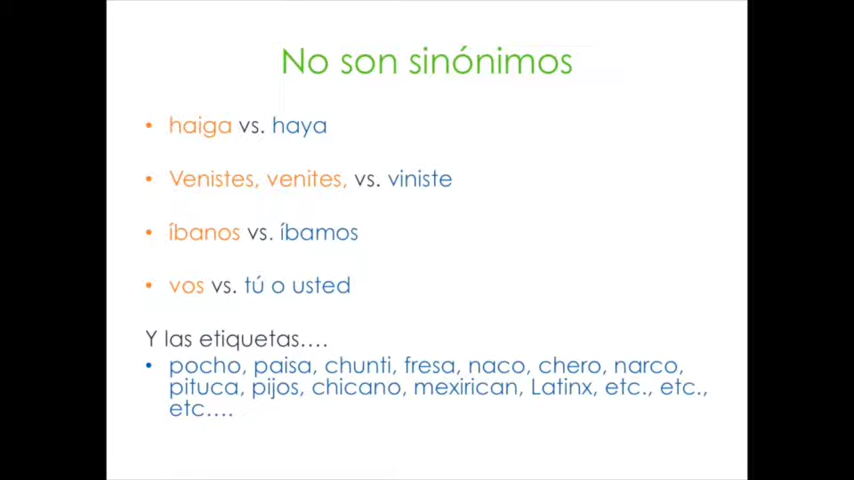 No son sinónimos
• haiga vs. haya
• Venistes, venites, vs. viniste
• íbanos vs. íbamos
• vos vs. tú o usted
Y las etiquetas….
• pocho, paisa, chunti, fresa, naco, chero, narco,
pituca, pijos, chicano, mexirican, Latinx, etc., etc.,
etc….